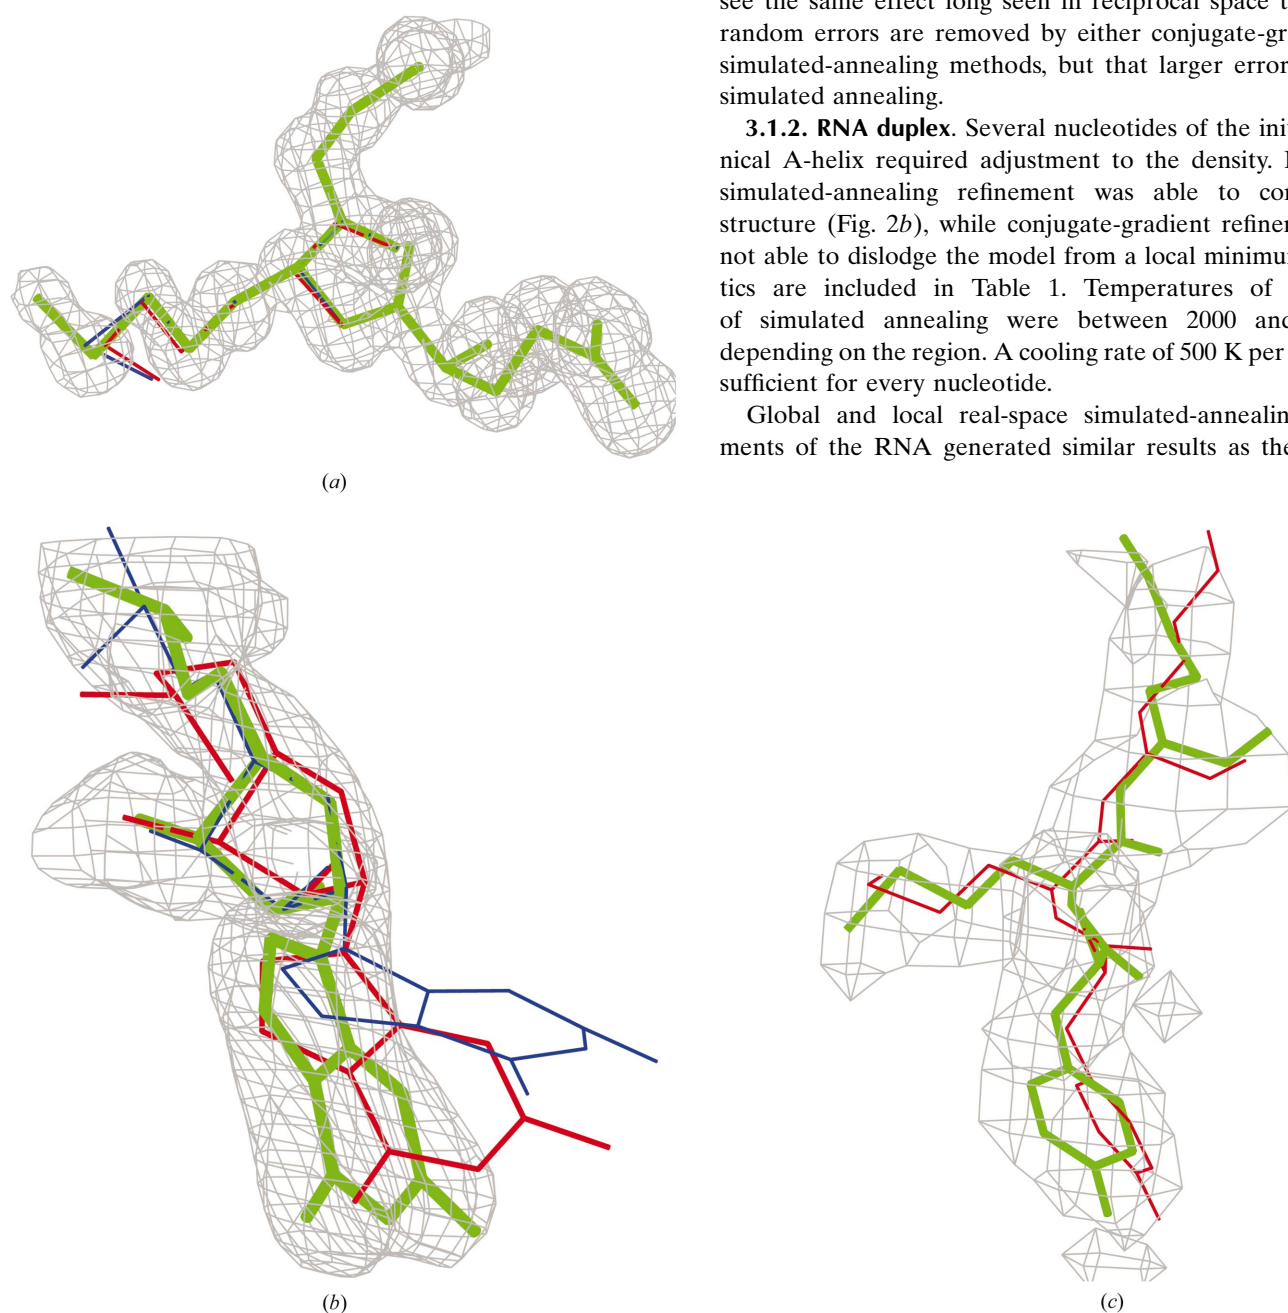 see the same effect long seen in reciprocal space t
random errors are removed by either conjugate-gr
simulated-annealing methods, but that larger error
simulated annealing.
3.1.2. RNA duplex. Several nucleotides of the ini
nical A-helix required adjustment to the density.
simulated-annealing refinement was able to con
structure (Fig. 2b), while conjugate-gradient refine
not able to dislodge the model from a local minimu
tics are included in Table 1. Temperatures of
of simulated annealing were between 2000 and
depending on the region. A cooling rate of 500 K per
sufficient for every nucleotide.
Global and local real-space simulated-annealin
ments of the RNA generated similar results as the
(a)
(b)
(c)